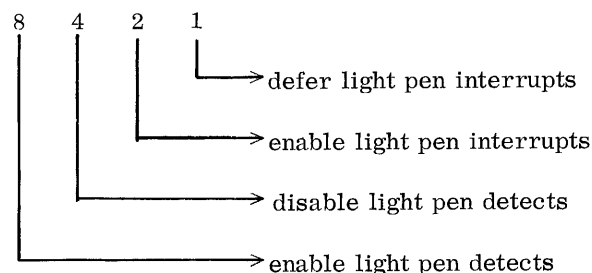 8 4 2 1
defer light pen interrupts
enable light pen interrupts
disable light pen detects
enable light pen detects